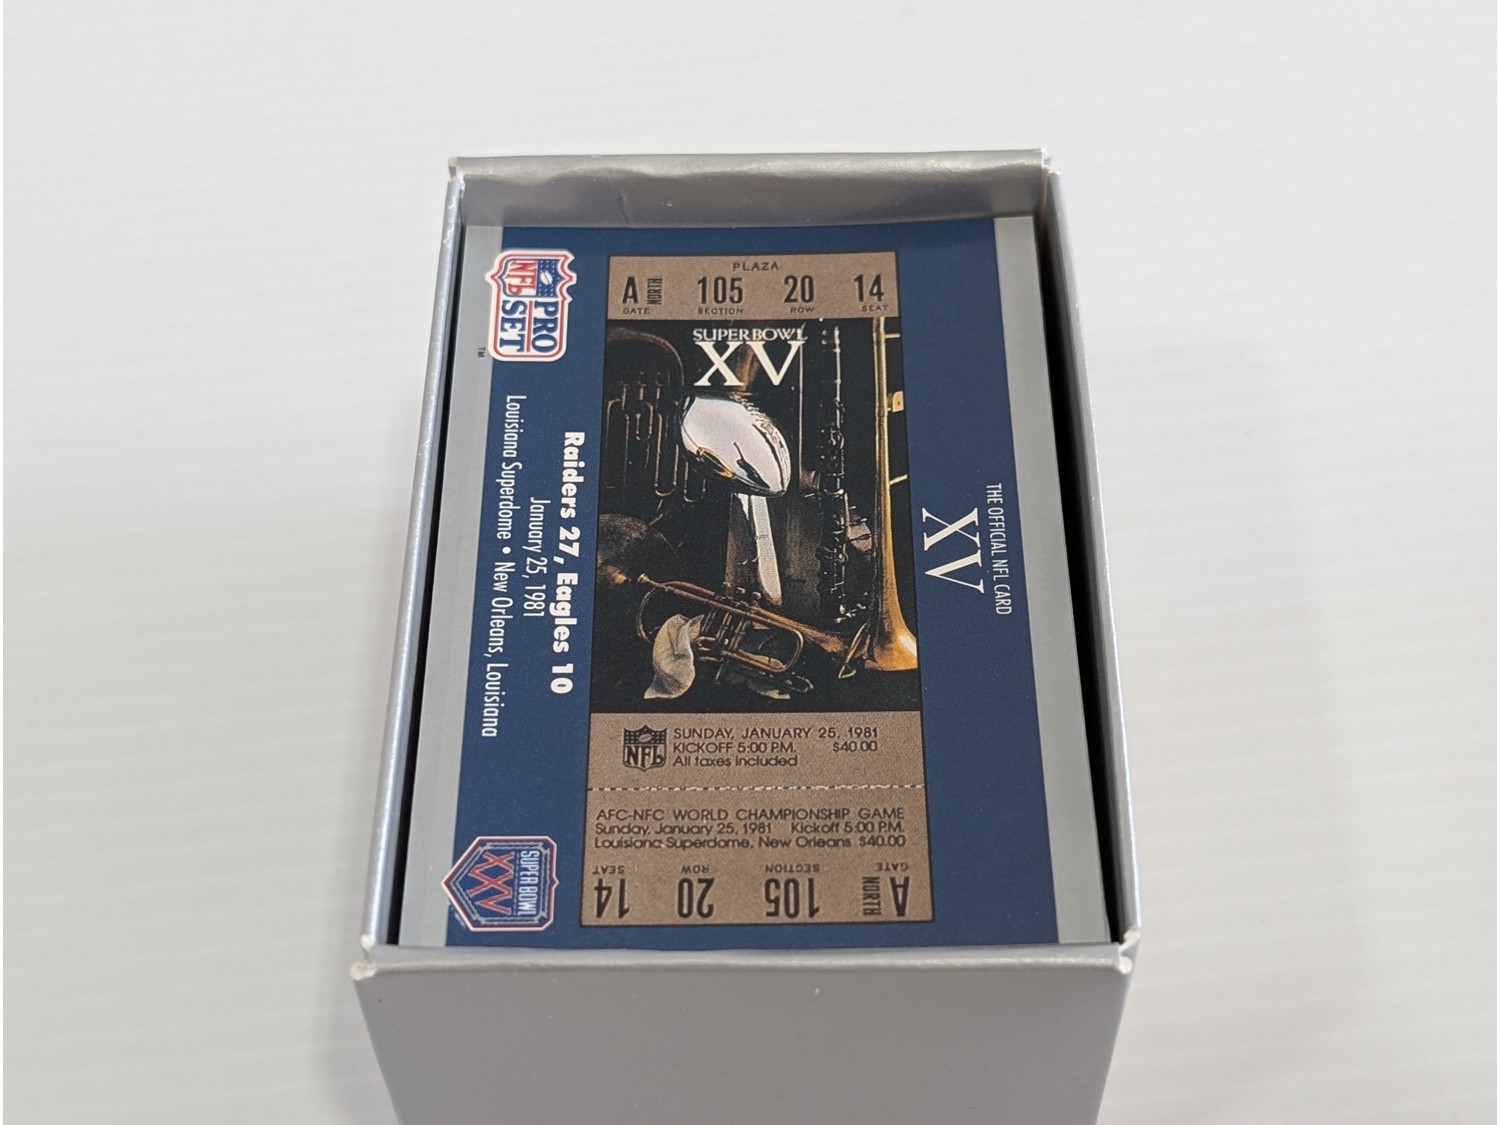 THE OFFICIAL NFL CARD
XV
PLAZA
A NORTH 105 20 14
GATE SECTION ROW SEAT
SUPER BOWL
XV
NFL
SUNDAY, JANUARY 25, 1981
KICKOFF 5:00 P.M. $40.00
All taxes included
AFC-NFC WORLD CHAMPIONSHIP GAME
Sunday, January 25, 1981 Kickoff 5:00 P.M.
Louisiana Superdome, New Orleans $40.00
GATE SECTION ROW SEAT
A NORTH 105 20 14
PRO
NFL SET
™
Raiders 27, Eagles 10
January 25, 1981
Louisiana Superdome • New Orleans, Louisiana
SUPER BOWL
XXV